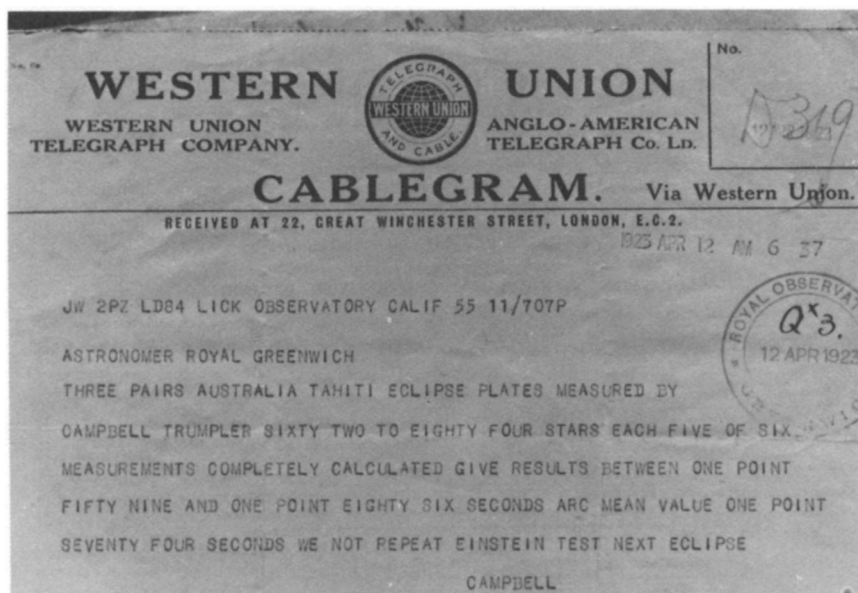 No.
WESTERN UNION
TELEGRAPH AND CABLE
WESTERN UNION
WESTERN UNION
TELEGRAPH COMPANY.
ANGLO-AMERICAN
TELEGRAPH Co. LD.
319
CABLEGRAM. Via Western Union.
RECEIVED AT 22, GREAT WINCHESTER STREET, LONDON, E.C.2.
1923 APR 12 AM 6 37
JW 2PZ LD84 LICK OBSERVATORY CALIF 55 11/707P
ROYAL OBSERVAT
Q x 3.
12 APR 1923
ASTRONOMER ROYAL GREENWICH
THREE PAIRS AUSTRALIA TAHITI ECLIPSE PLATES MEASURED BY
CAMPBELL TRUMPLER SIXTY TWO TO EIGHTY FOUR STARS EACH FIVE OF SIX
MEASUREMENTS COMPLETELY CALCULATED GIVE RESULTS BETWEEN ONE POINT
FIFTY NINE AND ONE POINT EIGHTY SIX SECONDS ARC MEAN VALUE ONE POINT
SEVENTY FOUR SECONDS WE NOT REPEAT EINSTEIN TEST NEXT ECLIPSE
CAMPBELL